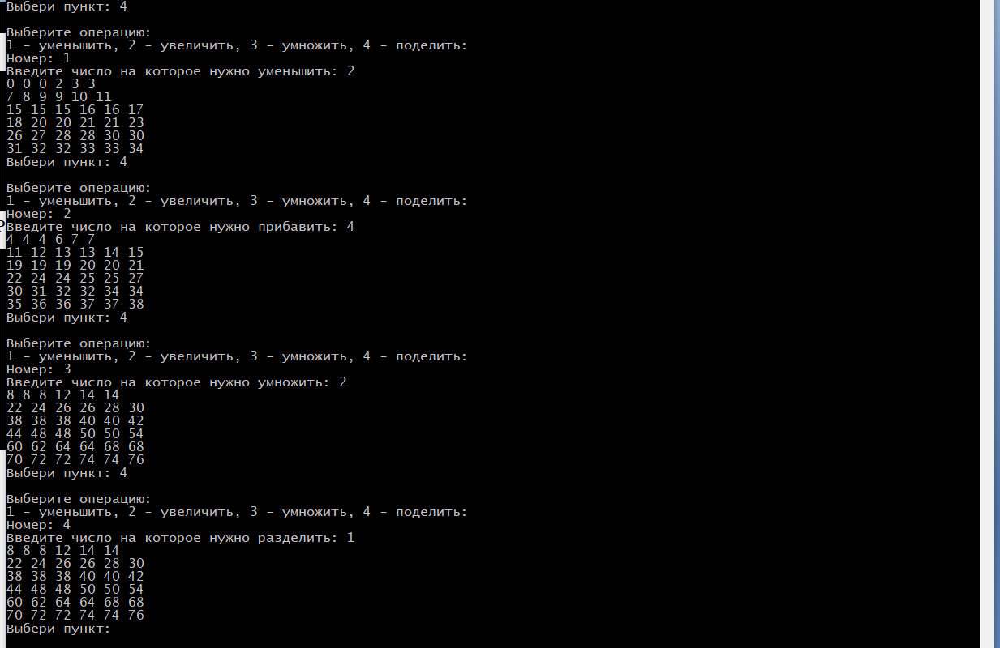 Выбери пункт: 4
Выберите операцию:
1 - уменьшить, 2 - увеличить, 3 - умножить, 4 - поделить:
Номер: 1
Введите число на которое нужно уменьшить: 2
0 0 0 2 3 3
7 8 9 9 10 11
15 15 15 16 16 17
18 20 20 21 21 23
26 27 28 28 30 30
31 32 32 33 33 34
Выбери пункт: 4
Выберите операцию:
1 - уменьшить, 2 - увеличить, 3 - умножить, 4 - поделить:
Номер: 2
Введите число на которое нужно прибавить: 4
4 4 4 6 7 7
11 12 13 13 14 15
19 19 19 20 20 21
22 24 24 25 25 27
30 31 32 32 34 34
35 36 36 37 37 38
Выбери пункт: 4
Выберите операцию:
1 - уменьшить, 2 - увеличить, 3 - умножить, 4 - поделить:
Номер: 3
Введите число на которое нужно умножить: 2
8 8 8 12 14 14
22 24 26 26 28 30
38 38 38 40 40 42
44 48 48 50 50 54
60 62 64 64 68 68
70 72 72 74 74 76
Выбери пункт: 4
Выберите операцию:
1 - уменьшить, 2 - увеличить, 3 - умножить, 4 - поделить:
Номер: 4
Введите число на которое нужно разделить: 1
8 8 8 12 14 14
22 24 26 26 28 30
38 38 38 40 40 42
44 48 48 50 50 54
60 62 64 64 68 68
70 72 72 74 74 76
Выбери пункт: